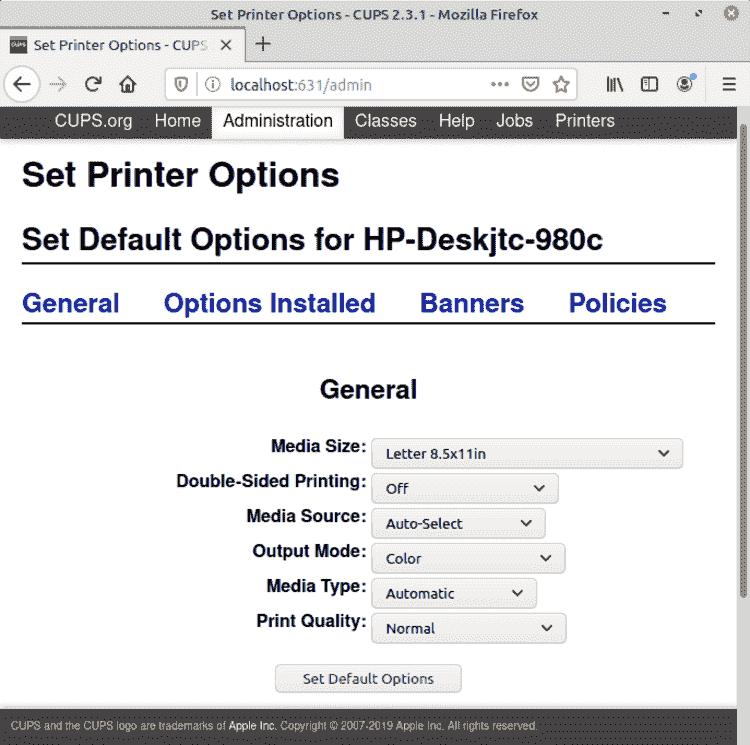 Set Printer Options - CUPS 2.3.1 - Mozilla Firefox
CUPS Set Printer Options - CUPS
localhost:631/admin
CUPS.org Home Administration Classes Help Jobs Printers
Set Printer Options
Set Default Options for HP-Deskjtc-980c
General Options Installed Banners Policies
General
Media Size: Letter 8.5x11in
Double-Sided Printing: Off
Media Source: Auto-Select
Output Mode: Color
Media Type: Automatic
Print Quality: Normal
Set Default Options
CUPS and the CUPS logo are trademarks of Apple Inc. Copyright © 2007-2019 Apple Inc. All rights reserved.